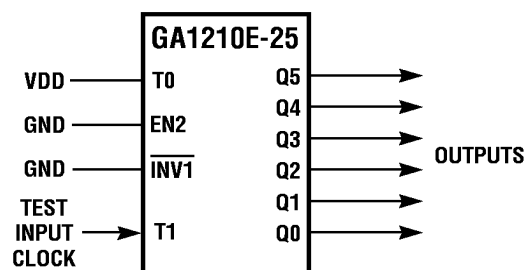 GA1210E-25
VDD T0 Q5
Q4
GND EN2
Q3
GND INV1 Q2
OUTPUTS
TEST
INPUT
CLOCK
T1
Q1
Q0